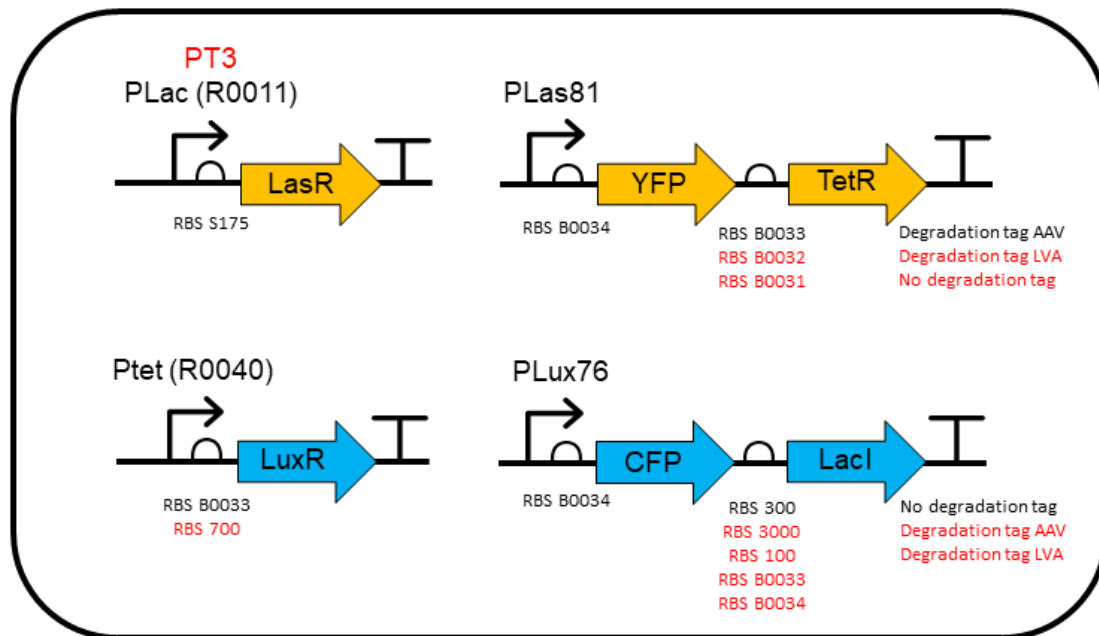 PT3
PLac (R0011)
LasR
RBS S175
PLas81
YFP
TetR
RBS B0034
RBS B0033
RBS B0032
RBS B0031
Degradation tag AAV
Degradation tag LVA
No degradation tag
Ptet (R0040)
LuxR
RBS B0033
RBS 700
PLux76
CFP
LacI
RBS B0034
RBS 300
RBS 3000
RBS 100
RBS B0033
RBS B0034
No degradation tag
Degradation tag AAV
Degradation tag LVA